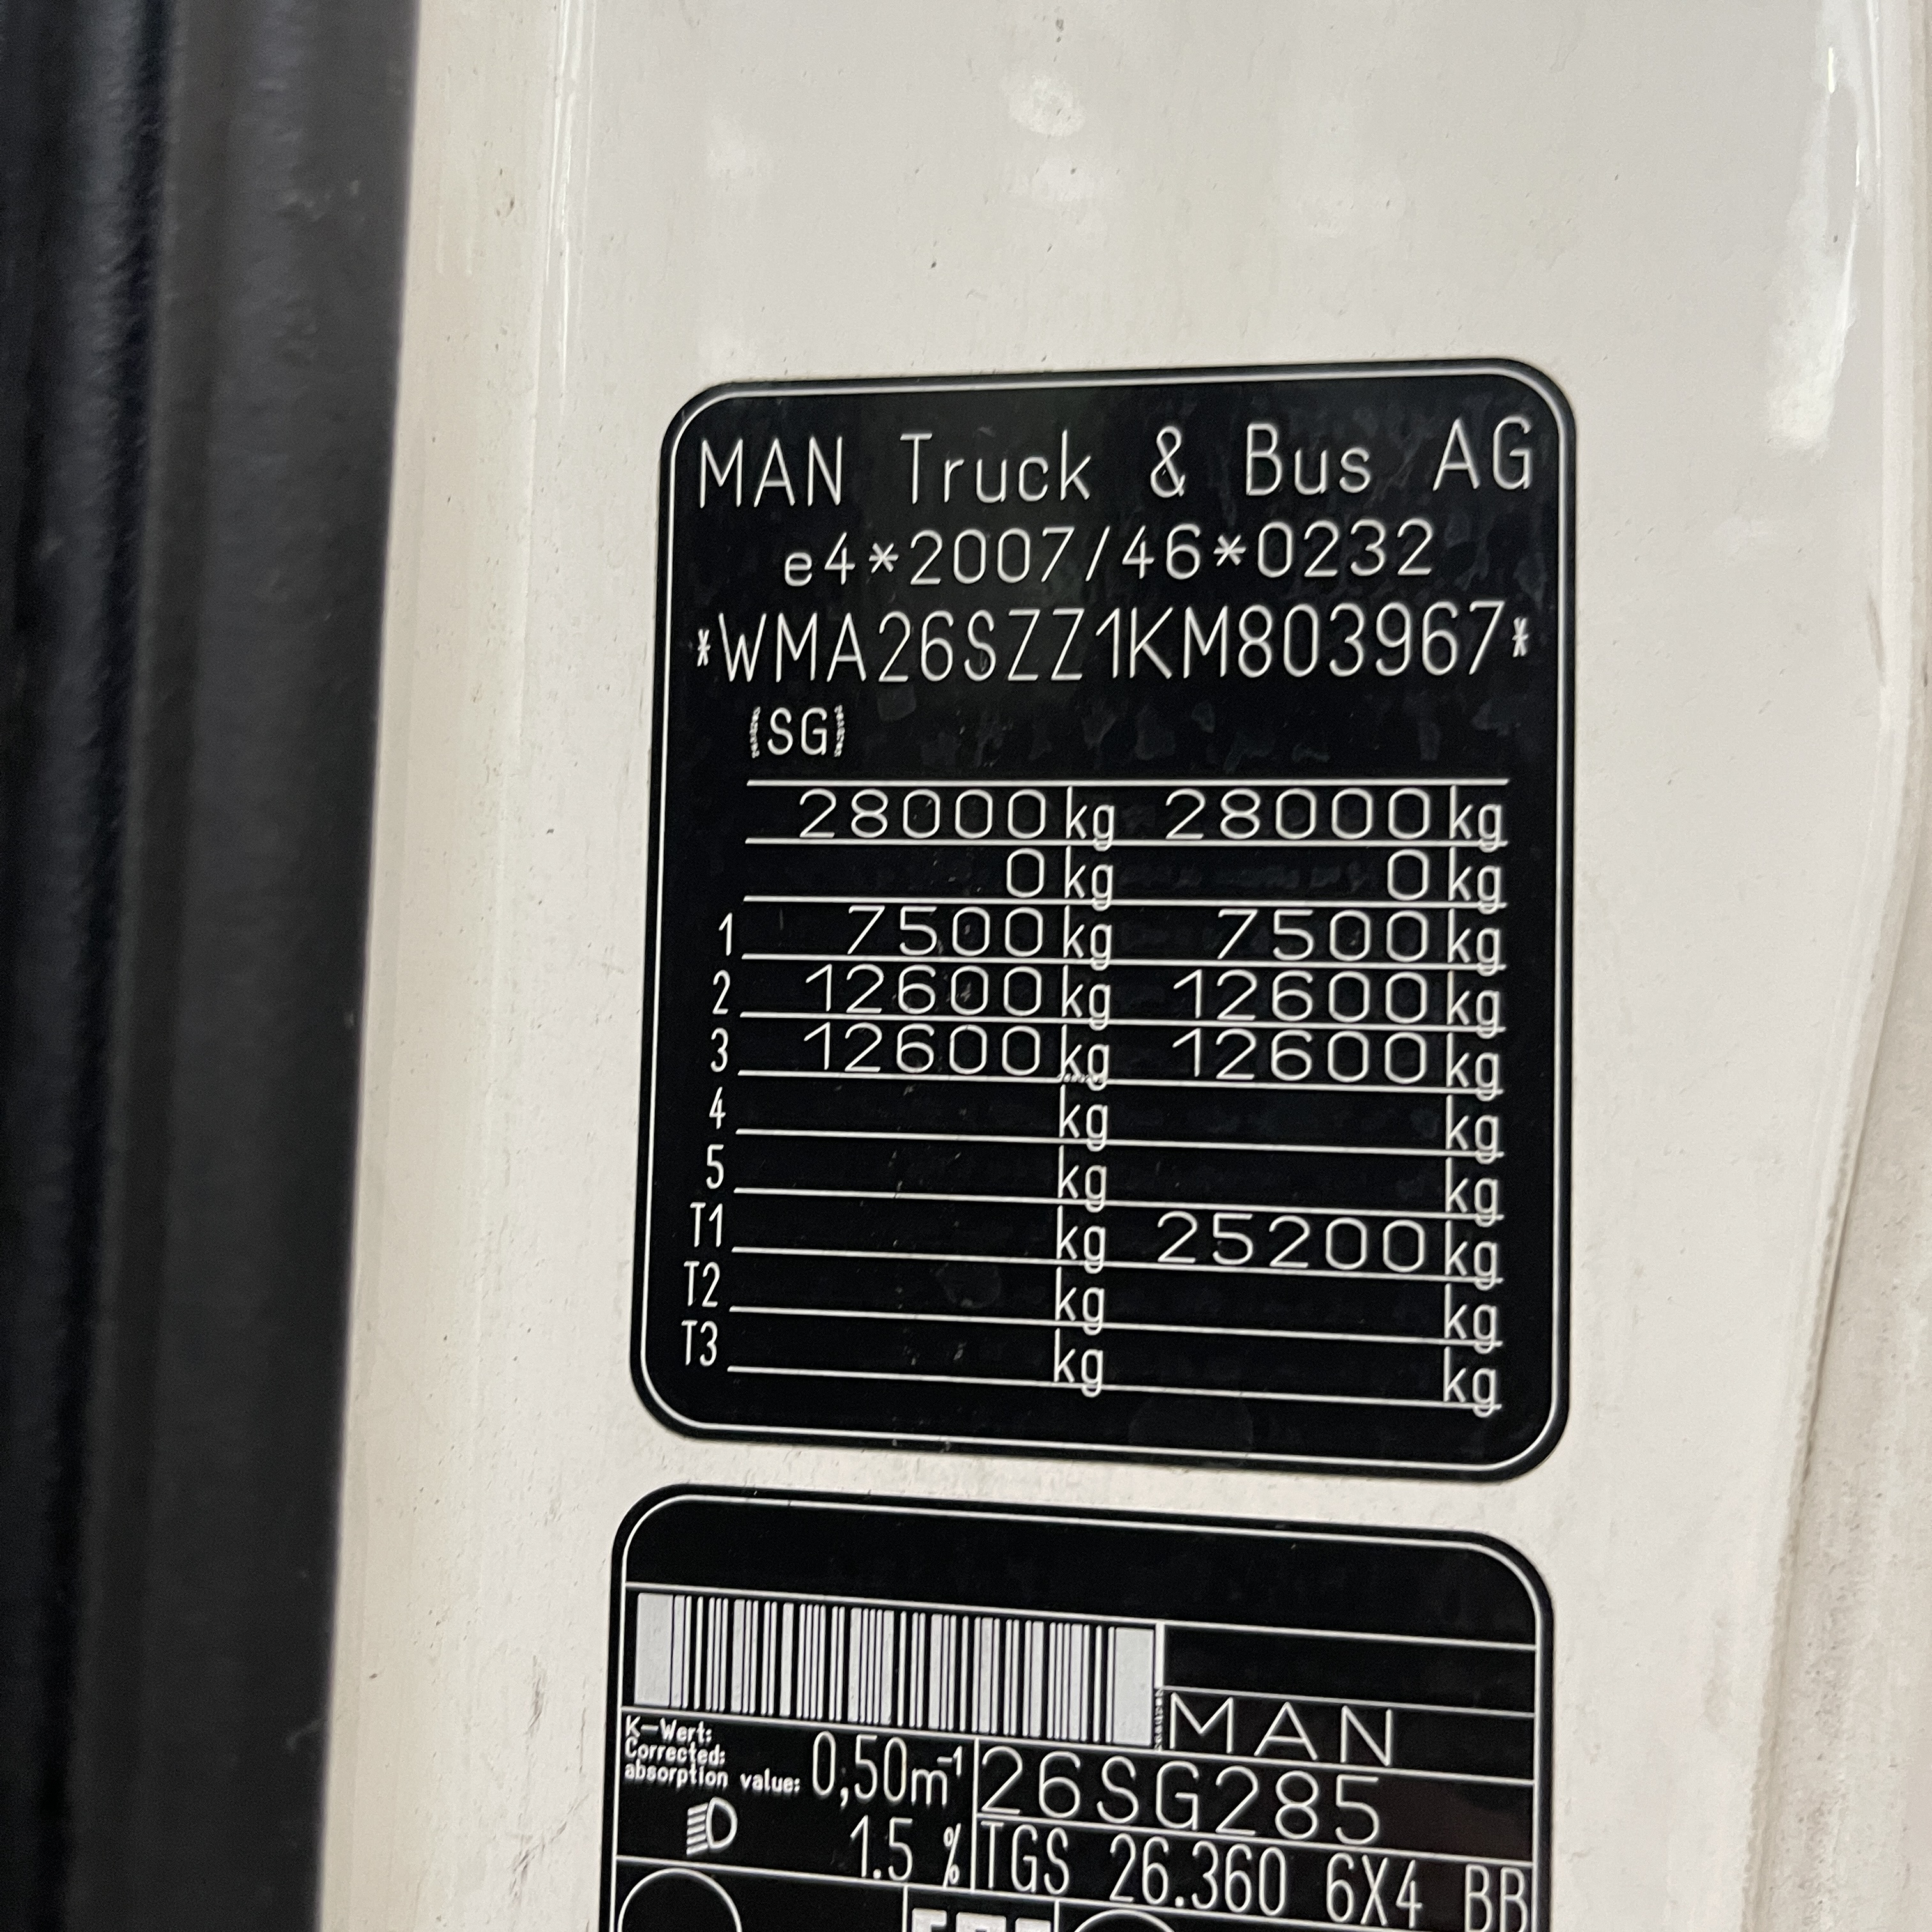 MAN Truck & Bus AG
e4*2007/46*0232
*WMA26SZZ1KM803967*
(SG)
28000 kg 28000 kg
0 kg 0 kg
1 7500 kg 7500 kg
2 12600 kg 12600 kg
3 12600 kg 12600 kg
4 kg kg
5 kg kg
T1 kg 25200 kg
T2 kg kg
T3 kg kg
MAN
K-Wert:
Corrected:
absorption value: 0,50m⁻¹
26SG285
1.5 %
TGS 26.360 6X4 BB